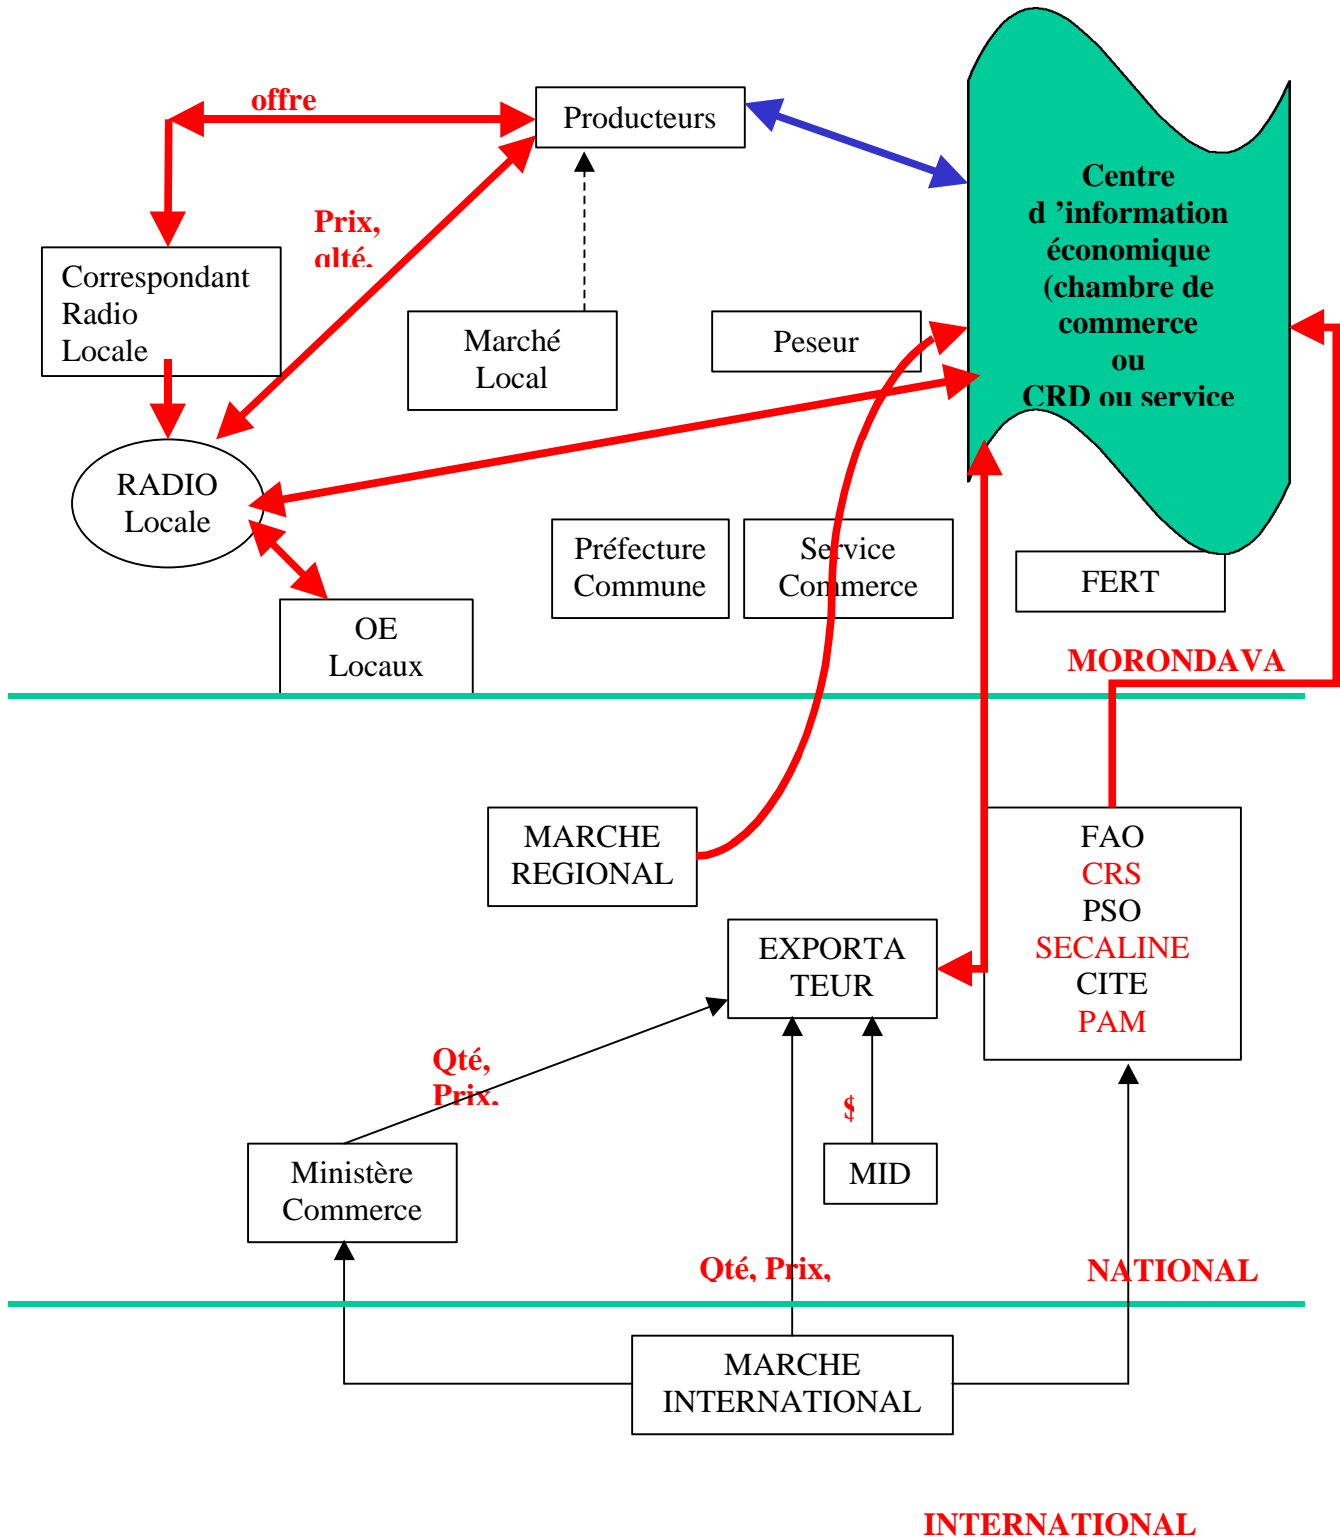 offre
Producteurs
Centre
d ’information
économique
(chambre de
commerce
ou
CRD ou service
Prix,
qlté,
Correspondant
Radio
Locale
Marché
Local
Peseur
RADIO
Locale
Préfecture
Commune
Service
Commerce
FERT
OE
Locaux
MORONDAVA
MARCHE
REGIONAL
FAO
CRS
PSO
SECALINE
CITE
PAM
EXPORTA
TEUR
Qté,
Prix,
$
Ministère
Commerce
MID
Qté, Prix,
NATIONAL
MARCHE
INTERNATIONAL
INTERNATIONAL